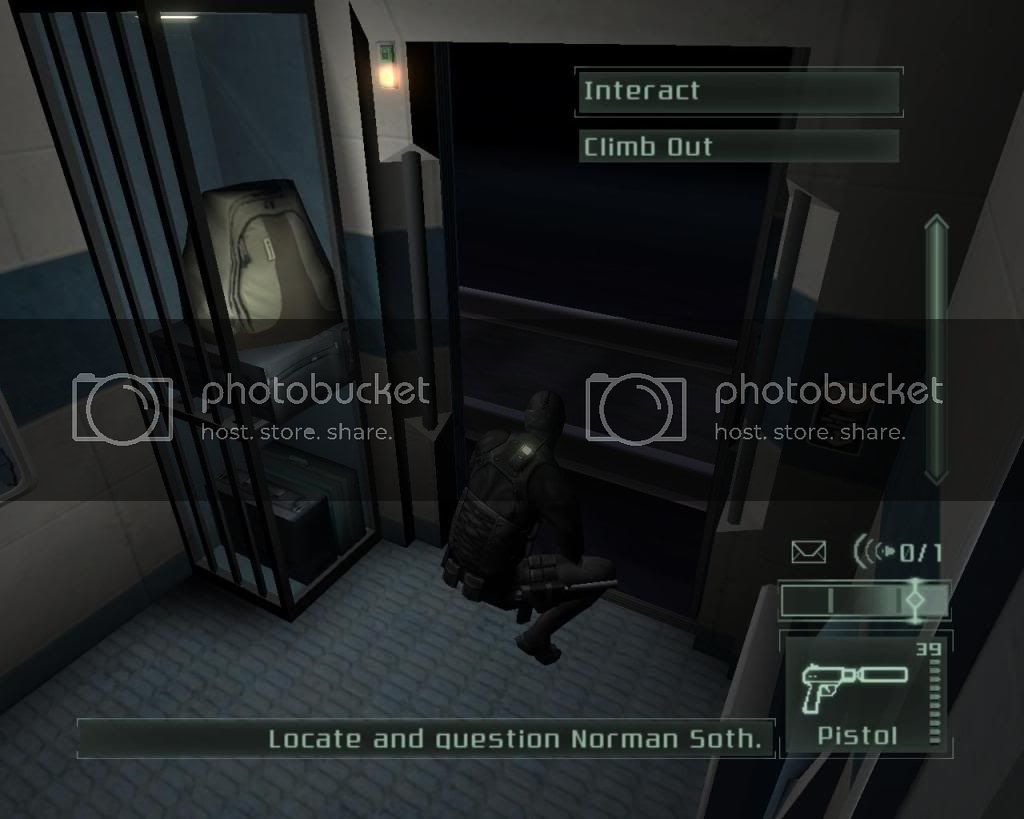 Interact
Climb Out
photobucket
host. store. share.
photobucket
host. store. share.
0/1
39
Pistol
Locate and question Norman Soth.